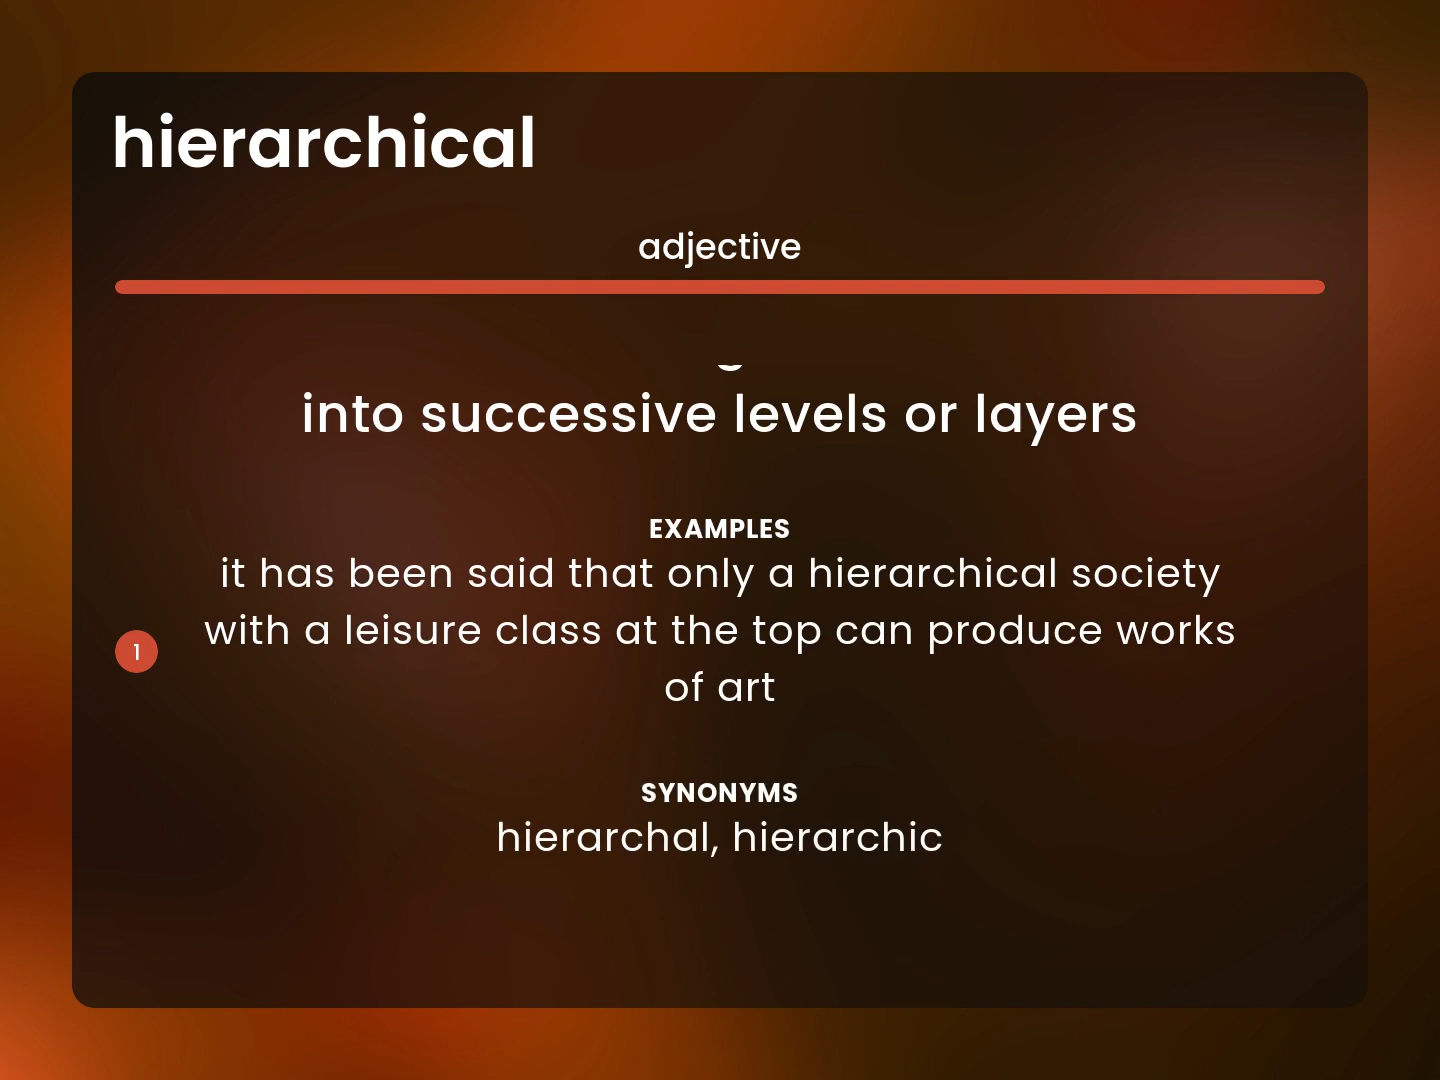 hierarchical
adjective
into successive levels or layers
EXAMPLES
it has been said that only a hierarchical society
with a leisure class at the top can produce works
1
of art
SYNONYMS
hierarchal, hierarchic